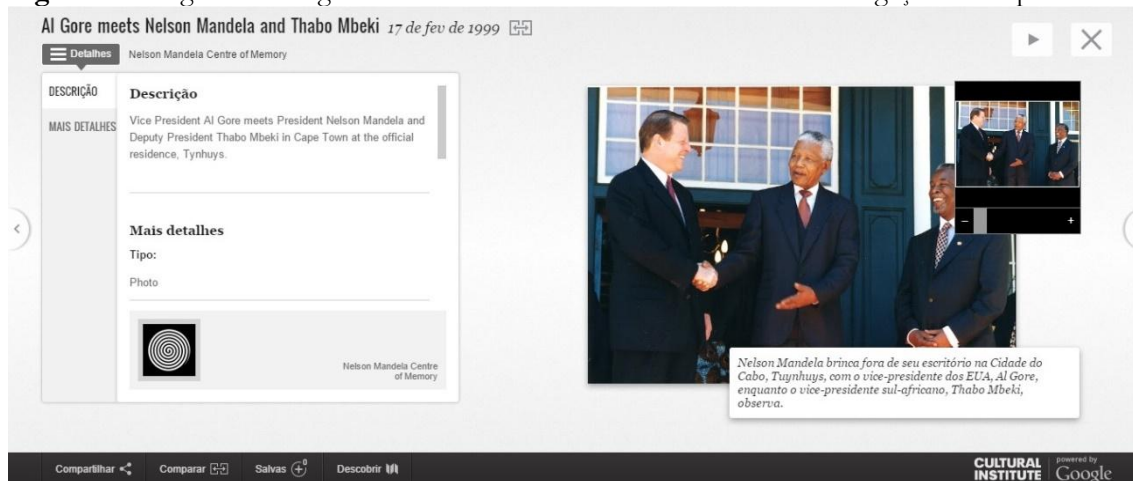 Al Gore meets Nelson Mandela and Thabo Mbeki 17 de fev de 1999
Detalhes Nelson Mandela Centre of Memory
DESCRIÇÃO
MAIS DETALHES
Descrição
Vice President Al Gore meets President Nelson Mandela and
Deputy President Thabo Mbeki in Cape Town at the official
residence, Tynhuys.
Mais detalhes
Tipo:
Photo
Nelson Mandela Centre
of Memory
- +
Nelson Mandela brinca fora de seu escritório na Cidade do
Cabo, Tuynhuys, com o vice-presidente dos EUA, Al Gore,
enquanto o vice-presidente sul-africano, Thabo Mbeki,
observa.
Compartilhar Comparar Salvas 0 Descobrir
CULTURAL
INSTITUTE
powered by
Google